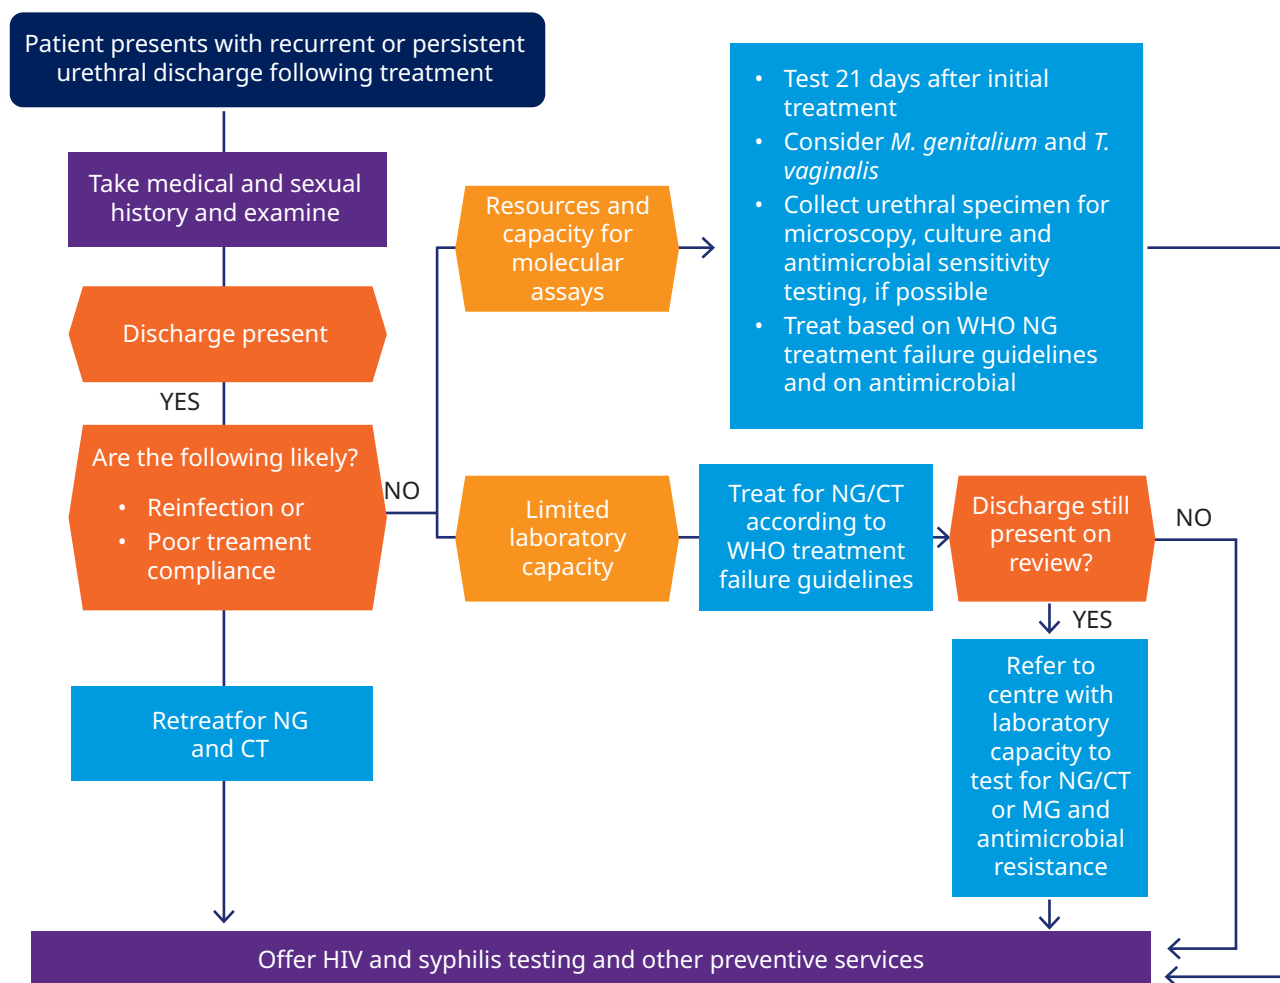 Patient presents with recurrent or persistent
urethral discharge following treatment
Take medical and sexual
history and examine
Discharge present
YES
Are the following likely?
• Reinfection or
• Poor treament
compliance
NO
Retreatfor NG
and CT
Resources and
capacity for
molecular
assays
• Test 21 days after initial
treatment
• Consider M. genitalium and T.
vaginalis
• Collect urethral specimen for
microscopy, culture and
antimicrobial sensitivity
testing, if possible
• Treat based on WHO NG
treatment failure guidelines
and on antimicrobial
Limited
laboratory
capacity
Treat for NG/CT
according to
WHO treatment
failure guidelines
Discharge still
present on
review?
NO
YES
Refer to
centre with
laboratory
capacity to
test for NG/CT
or MG and
antimicrobial
resistance
Offer HIV and syphilis testing and other preventive services